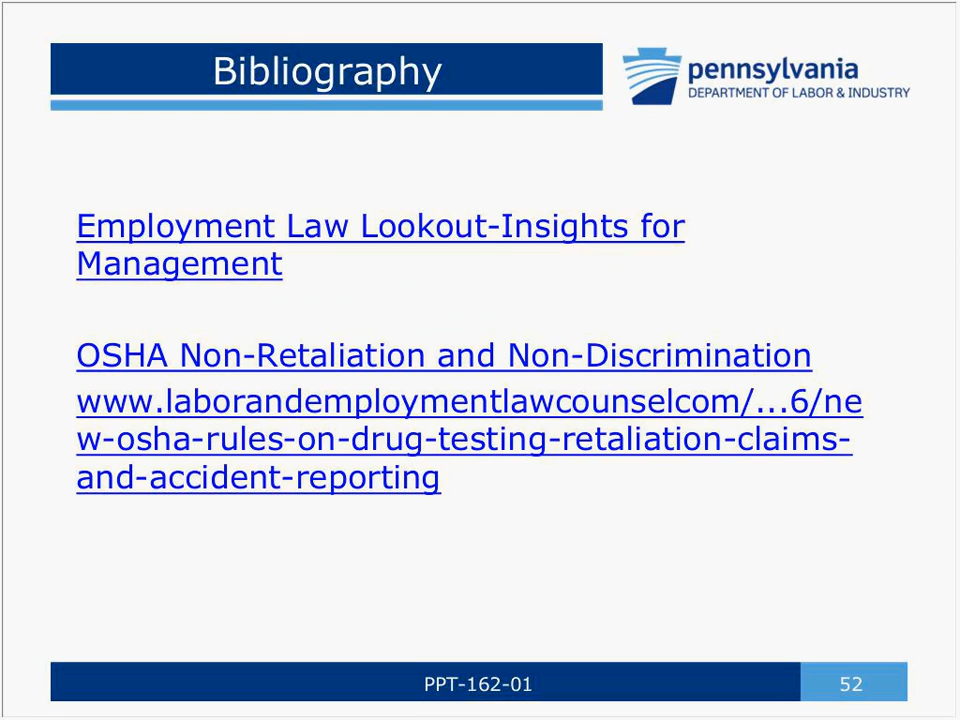 Bibliography
pennsylvania
DEPARTMENT OF LABOR & INDUSTRY
Employment Law Lookout-Insights for
Management
OSHA Non-Retaliation and Non-Discrimination
www.laborandemploymentlawcounselcom/...6/ne
w-osha-rules-on-drug-testing-retaliation-claims-
and-accident-reporting
PPT-162-01
52